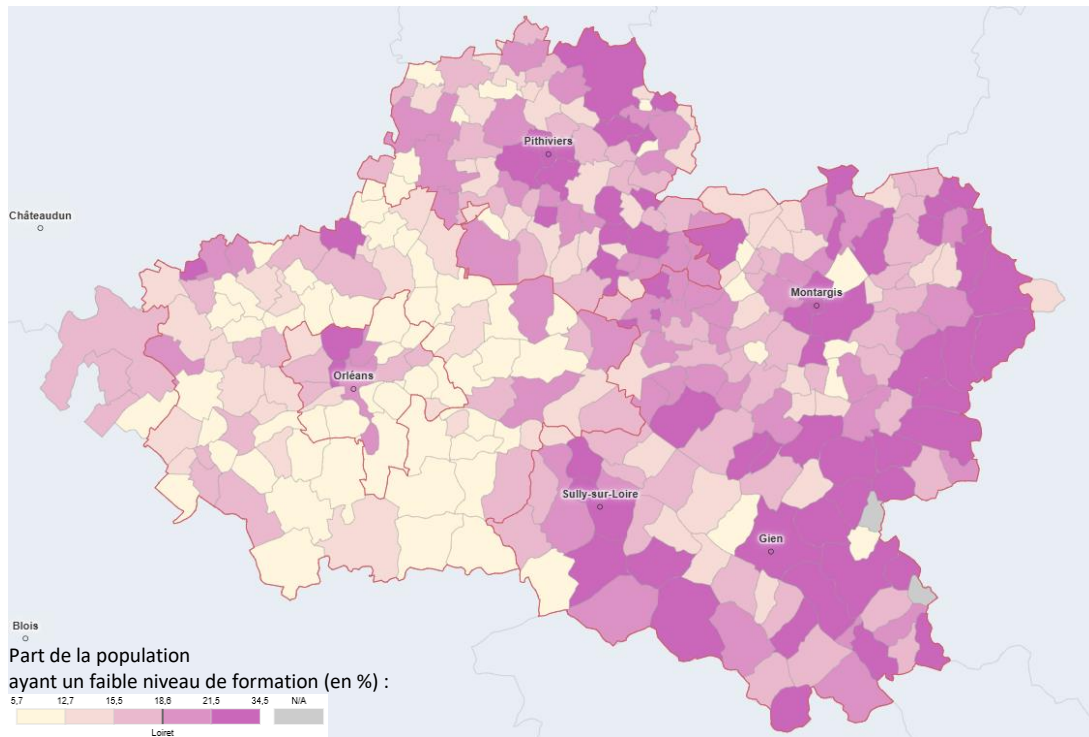 Pithiviers
Châteaudun
Montargis
Orléans
Sully-sur-Loire
Gien
Blois
Part de la population
ayant un faible niveau de formation (en %) :
5,7 12,7 15,5 18,6 21,5 34,5 N/A
Loiret